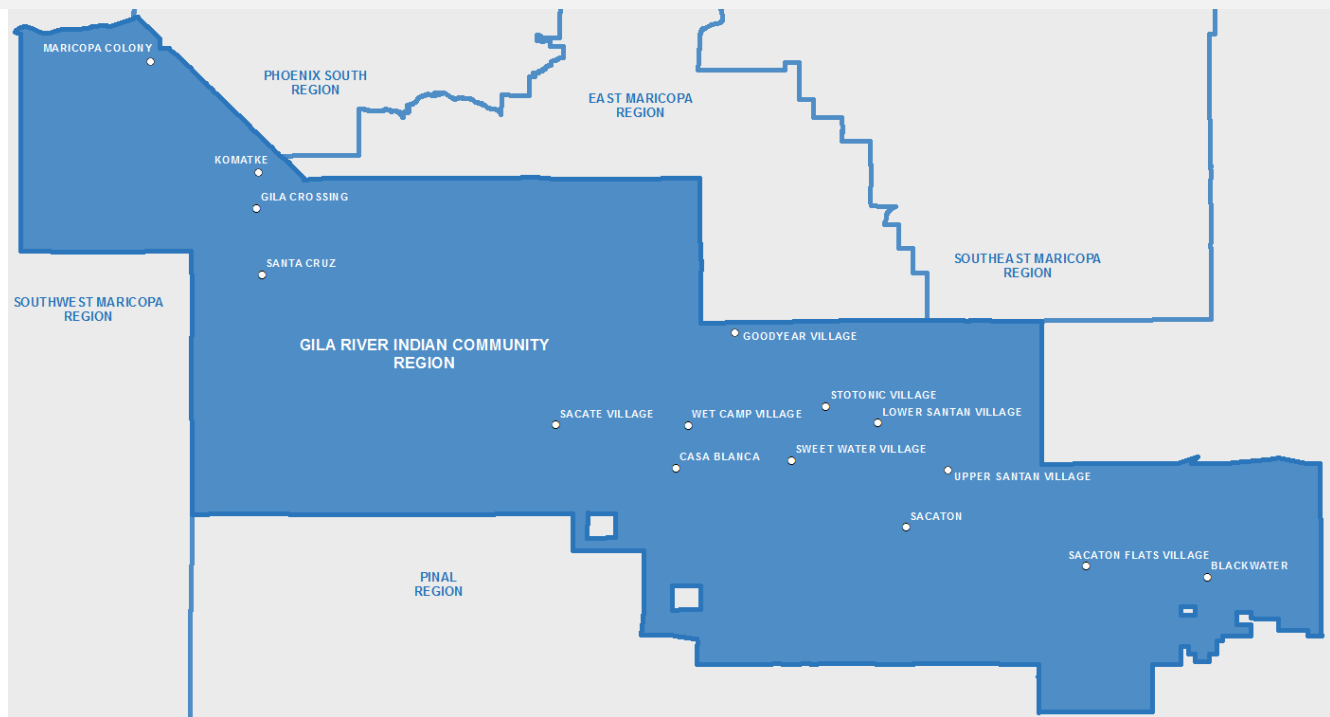 MARICOPA COLONY
PHOENIX SOUTH
REGION
EAST MARICOPA
REGION
KOMATKE
GILA CROSSING
SANTA CRUZ
SOUTHEAST MARICOPA
REGION
SOUTHWEST MARICOPA
REGION
GOODYEAR VILLAGE
GILA RIVER INDIAN COMMUNITY
REGION
STOTONIC VILLAGE
SACATE VILLAGE
WET CAMP VILLAGE
LOWER SANTAN VILLAGE
CASA BLANCA
SWEET WATER VILLAGE
UPPER SANTAN VILLAGE
SACATON
SACATON FLATS VILLAGE
BLACKWATER
PINAL
REGION